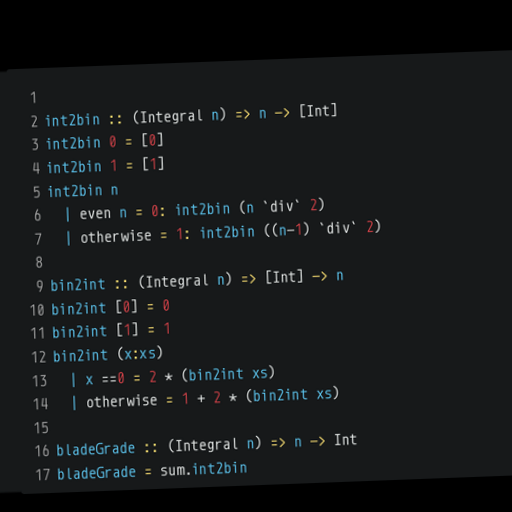 1
2 int2bin :: (Integral n) => n -> [Int]
3 int2bin 0 = [0]
4 int2bin 1 = [1]
5 int2bin n
6   | even n = 0: int2bin (n `div` 2)
7   | otherwise = 1: int2bin ((n-1) `div` 2)
8
9 bin2int :: (Integral n) => [Int] -> n
10 bin2int [0] = 0
11 bin2int [1] = 1
12 bin2int (x:xs)
13   | x ==0 = 2 * (bin2int xs)
14   | otherwise = 1 + 2 * (bin2int xs)
15
16 bladeGrade :: (Integral n) => n -> Int
17 bladeGrade = sum.int2bin